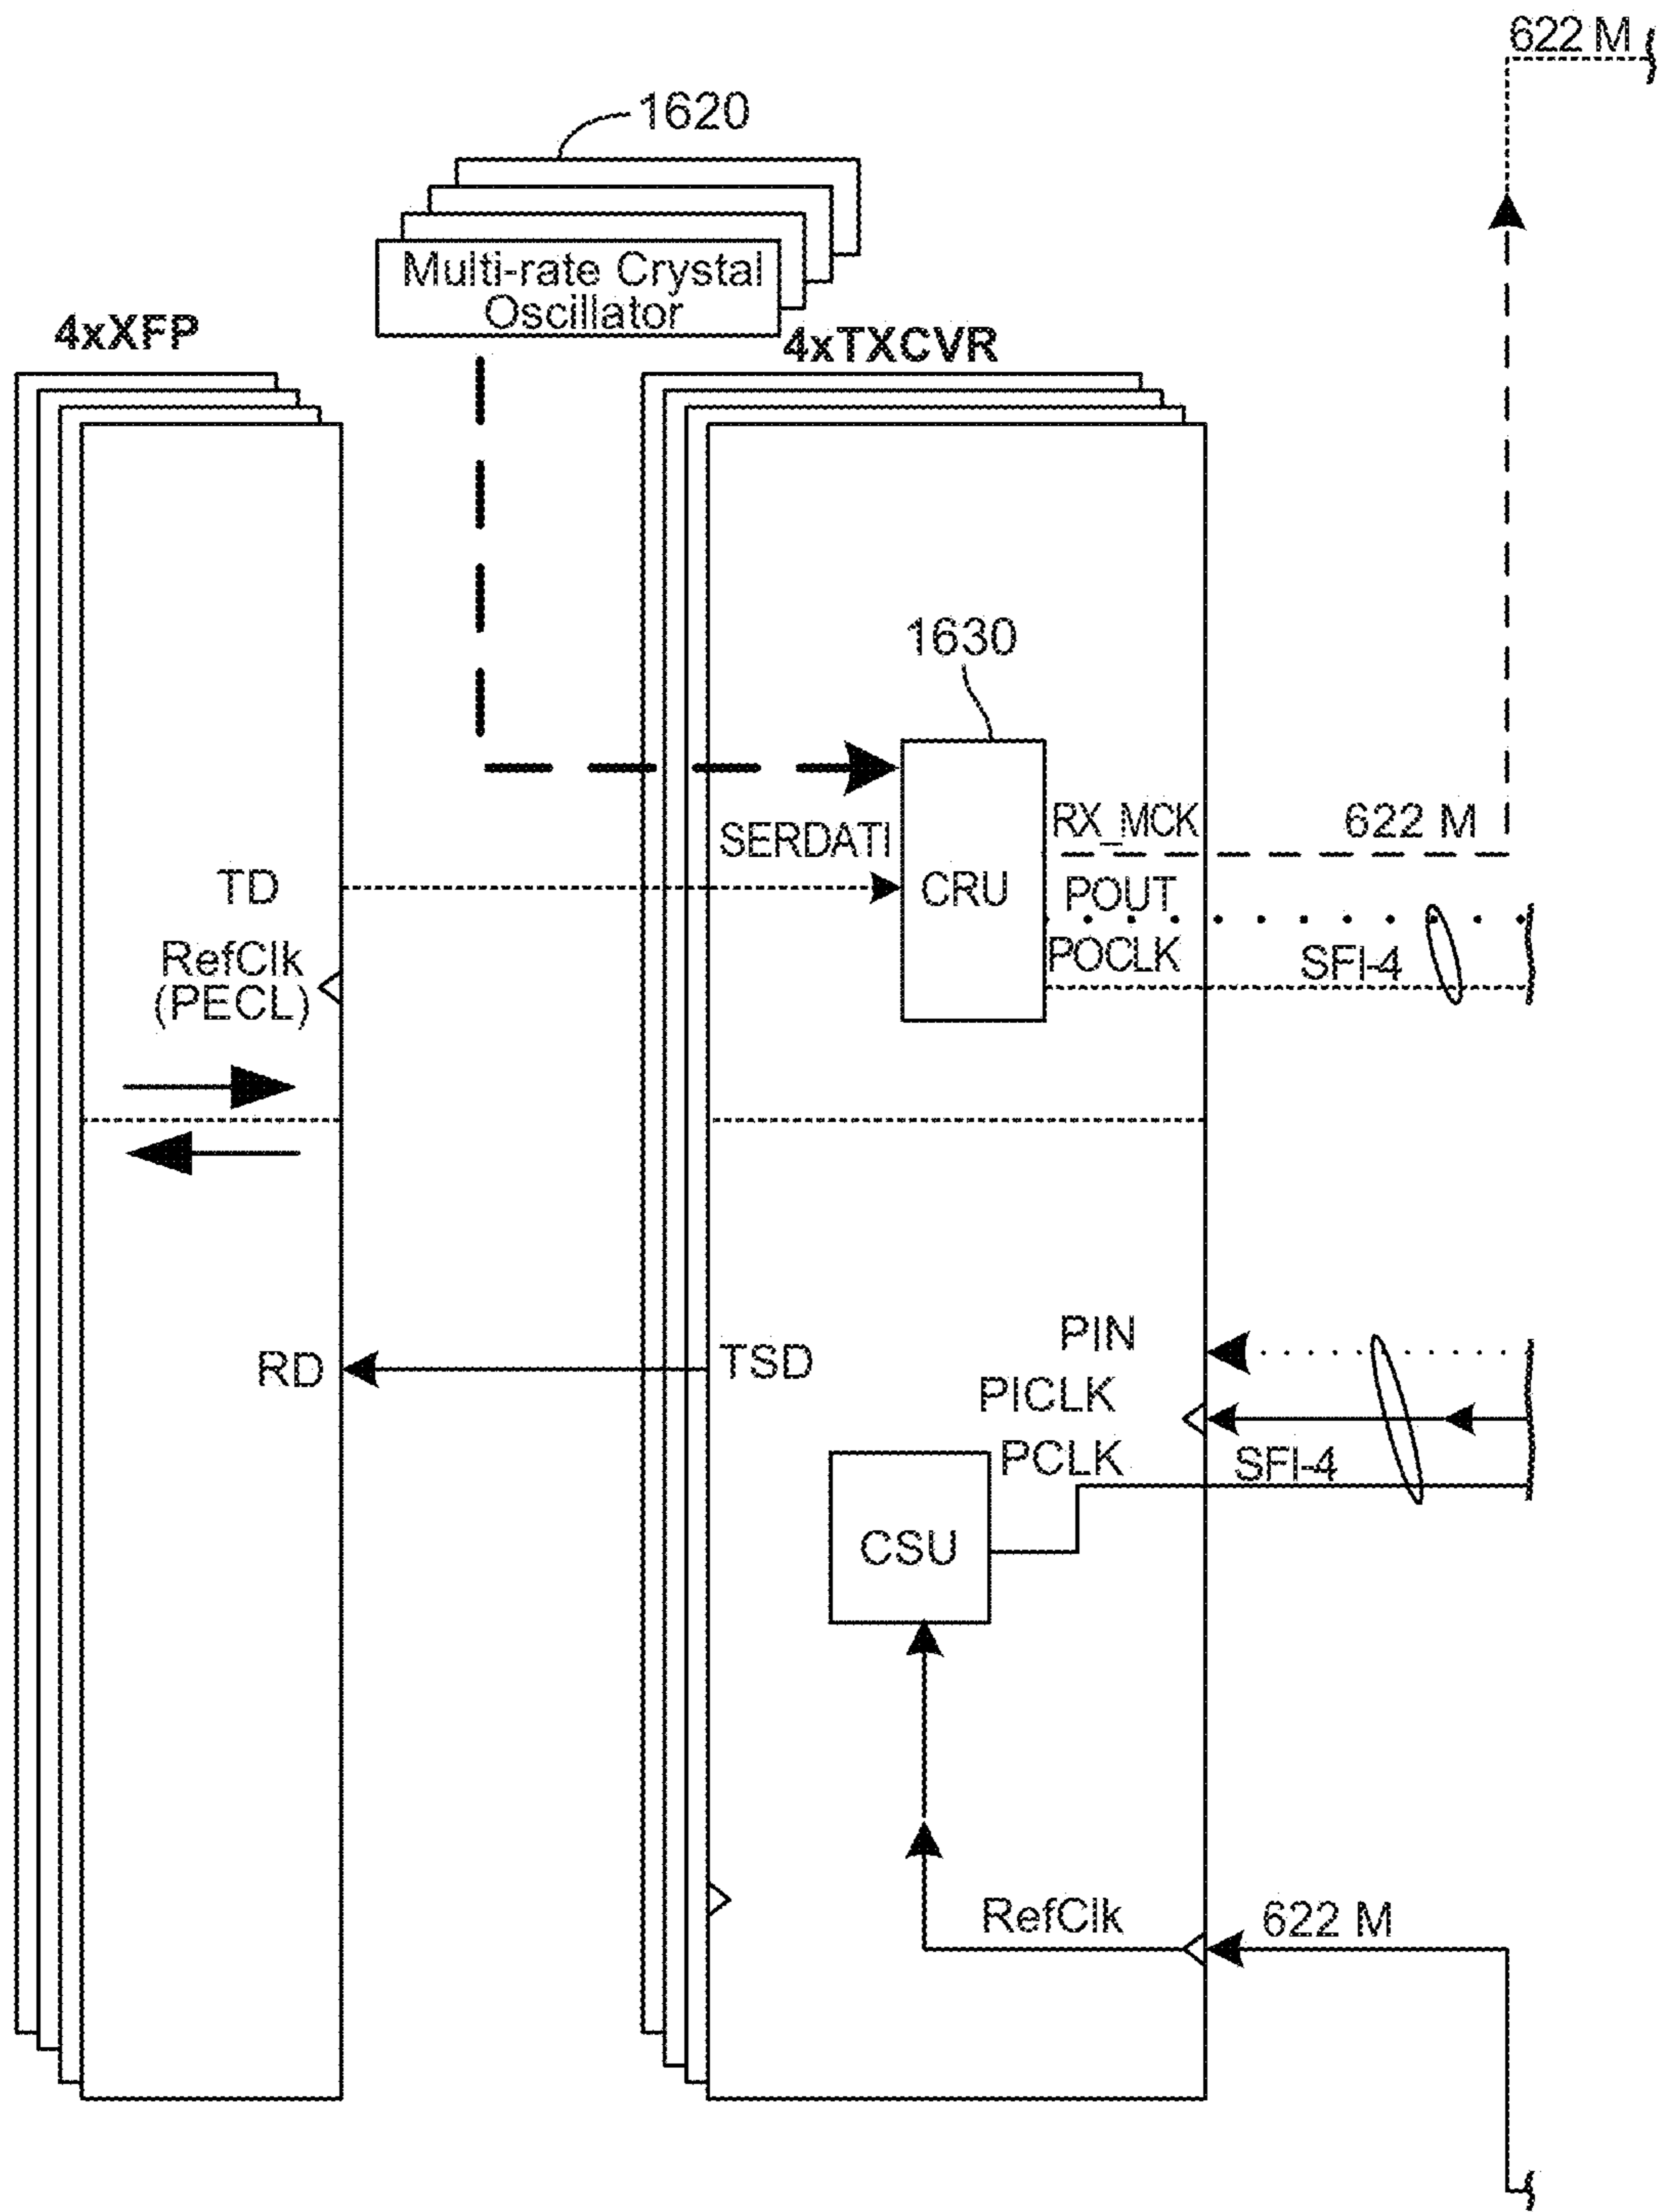 622 M
1620
Multi-rate Crystal
Oscillator
4xXFP
4xTXCVR
1630
SERDATI
RX_MCK
622 M
TD
CRU
POUT
RefClk
(PECL)
POCLK
SFI-4
PIN
RD
TSD
PICLK
PCLK
SFI-4
CSU
RefClk
622 M